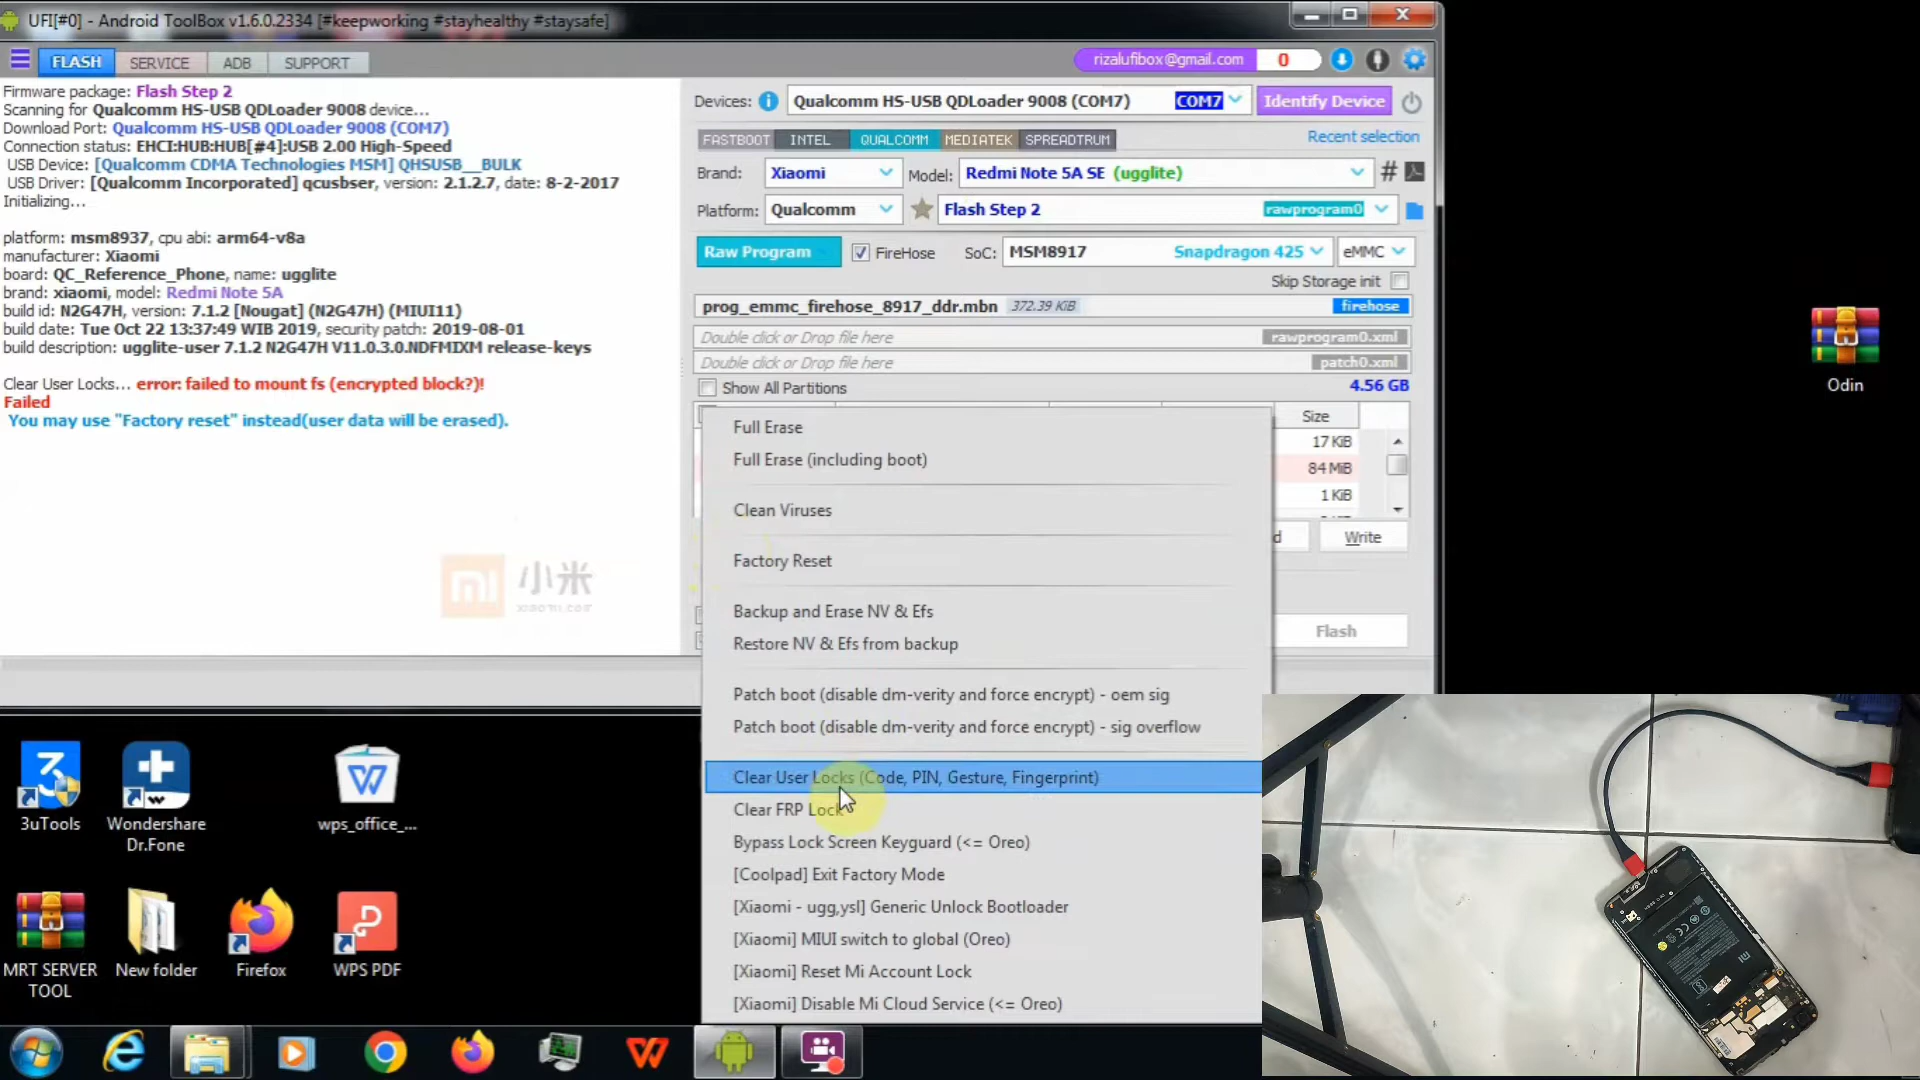 UFI[#0] - Android ToolBox v1.6.0.2334 [#keepworking #stayhealthy #staysafe]
FLASH SERVICE ADB SUPPORT
rizalufibox@gmail.com 0
Firmware package: Flash Step 2
Scanning for Qualcomm HS-USB QDLoader 9008 device...
Download Port: Qualcomm HS-USB QDLoader 9008 (COM7)
Connection status: EHCI:HUB:HUB[#4]:USB 2.00 High-Speed
USB Device: [Qualcomm CDMA Technologies MSM] QHSUSB__BULK
USB Driver: [Qualcomm Incorporated] qcusbser, version: 2.1.2.7, date: 8-2-2017
Initializing...
platform: msm8937, cpu abi: arm64-v8a
manufacturer: Xiaomi
board: QC_Reference_Phone, name: ugglite
brand: xiaomi, model: Redmi Note 5A
build id: N2G47H, version: 7.1.2 [Nougat] (N2G47H) (MIUI11)
build date: Tue Oct 22 13:37:49 WIB 2019, security patch: 2019-08-01
build description: ugglite-user 7.1.2 N2G47H V11.0.3.0.NDFMIXM release-keys
Clear User Locks... error: failed to mount fs (encrypted block?)!
Failed
You may use "Factory reset" instead(user data will be erased).
mi 小米
xiaomi.com
Devices: Qualcomm HS-USB QDLoader 9008 (COM7) COM7 Identify Device
FASTBOOT INTEL QUALCOMM MEDIATEK SPREADTRUM Recent selection
Brand: Xiaomi Model: Redmi Note 5A SE (ugglite) #
Platform: Qualcomm Flash Step 2 rawprogram0
Raw Program FireHose SoC: MSM8917 Snapdragon 425 eMMC
Skip Storage init
prog_emmc_firehose_8917_ddr.mbn 372.39 KiB firehose
Double click or Drop file here rawprogram0.xml
Double click or Drop file here patch0.xml
Show All Partitions 4.56 GB
Size
17 KiB
84 MiB
1 KiB
d Write
Flash
Full Erase
Full Erase (including boot)
Clean Viruses
Factory Reset
Backup and Erase NV & Efs
Restore NV & Efs from backup
Patch boot (disable dm-verity and force encrypt) - oem sig
Patch boot (disable dm-verity and force encrypt) - sig overflow
Clear User Locks (Code, PIN, Gesture, Fingerprint)
Clear FRP Lock
Bypass Lock Screen Keyguard (<= Oreo)
[Coolpad] Exit Factory Mode
[Xiaomi - ugg,ysl] Generic Unlock Bootloader
[Xiaomi] MIUI switch to global (Oreo)
[Xiaomi] Reset Mi Account Lock
[Xiaomi] Disable Mi Cloud Service (<= Oreo)
Odin
3uTools
Wondershare
Dr.Fone
wps_office_...
MRT SERVER
TOOL
New folder
Firefox
WPS PDF